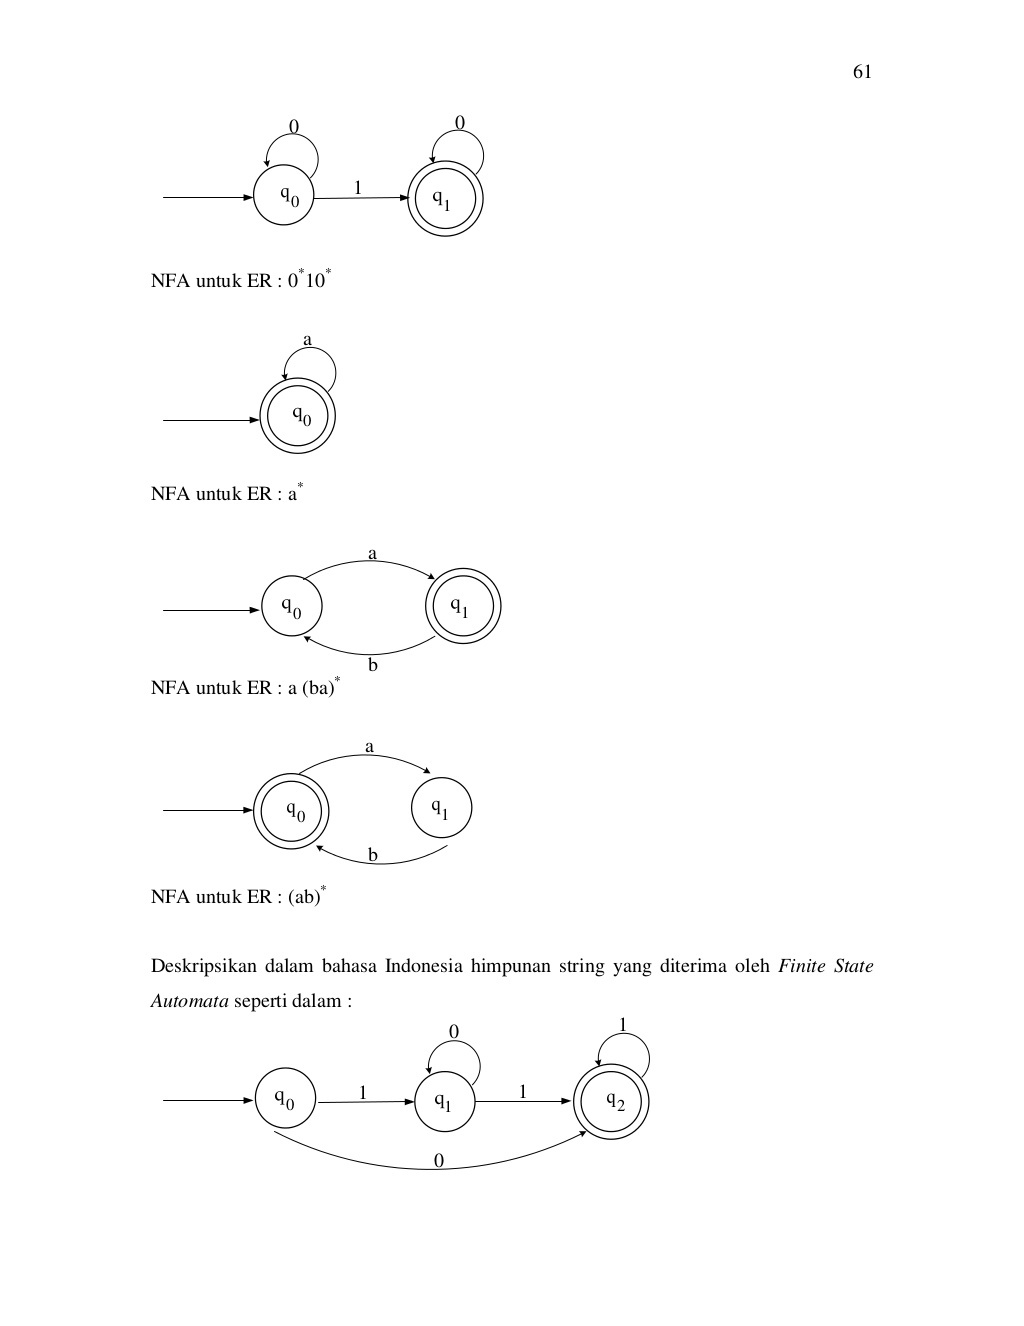 61
0 0
q0 1 q1
NFA untuk ER : 0*10*
a
q0
NFA untuk ER : a*
a
q0 q1
b
NFA untuk ER : a (ba)*
a
q0 q1
b
NFA untuk ER : (ab)*
Deskripsikan dalam bahasa Indonesia himpunan string yang diterima oleh Finite State
Automata seperti dalam :
0 1
q0 1 q1 1 q2
0